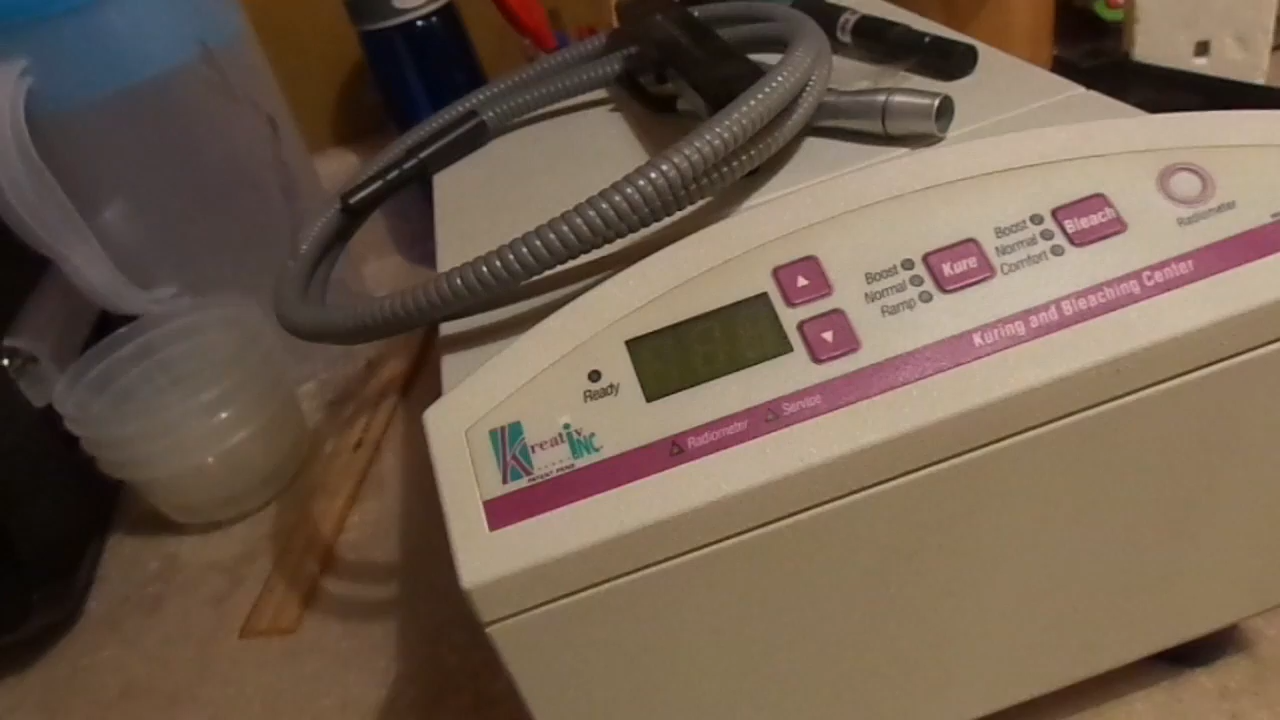 Ready
Boost
Normal
Ramp
Kure
Boost
Normal
Comfort
Bleach
Radiometer
Kuring and Bleaching Center
Radiometer
Service
Kreativ
INC
PATENT PEND